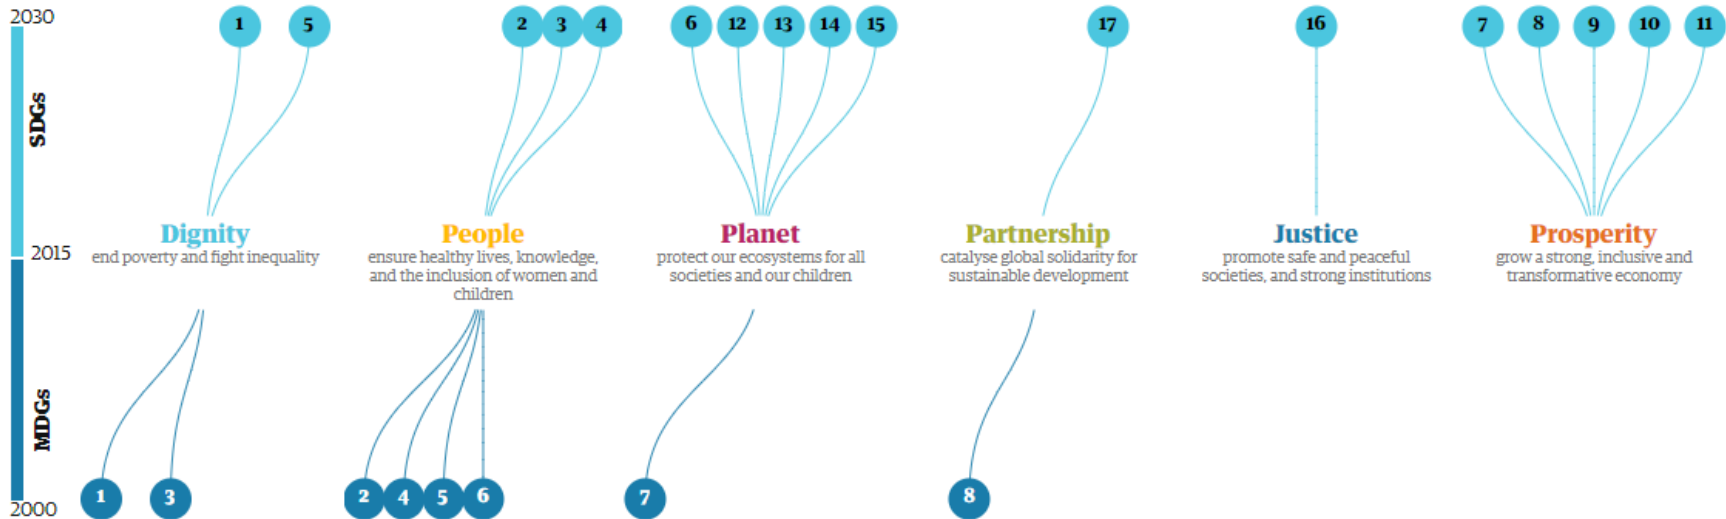 2030
1 5 2 3 4 6 12 13 14 15 17 16 7 8 9 10 11
SDGs
Dignity
end poverty and fight inequality
People
ensure healthy lives, knowledge,
and the inclusion of women and
children
Planet
protect our ecosystems for all
societies and our children
Partnership
catalyse global solidarity for
sustainable development
Justice
promote safe and peaceful
societies, and strong institutions
Prosperity
grow a strong, inclusive and
transformative economy
2015
MDGs
1 3 2 4 5 6 7 8
2000